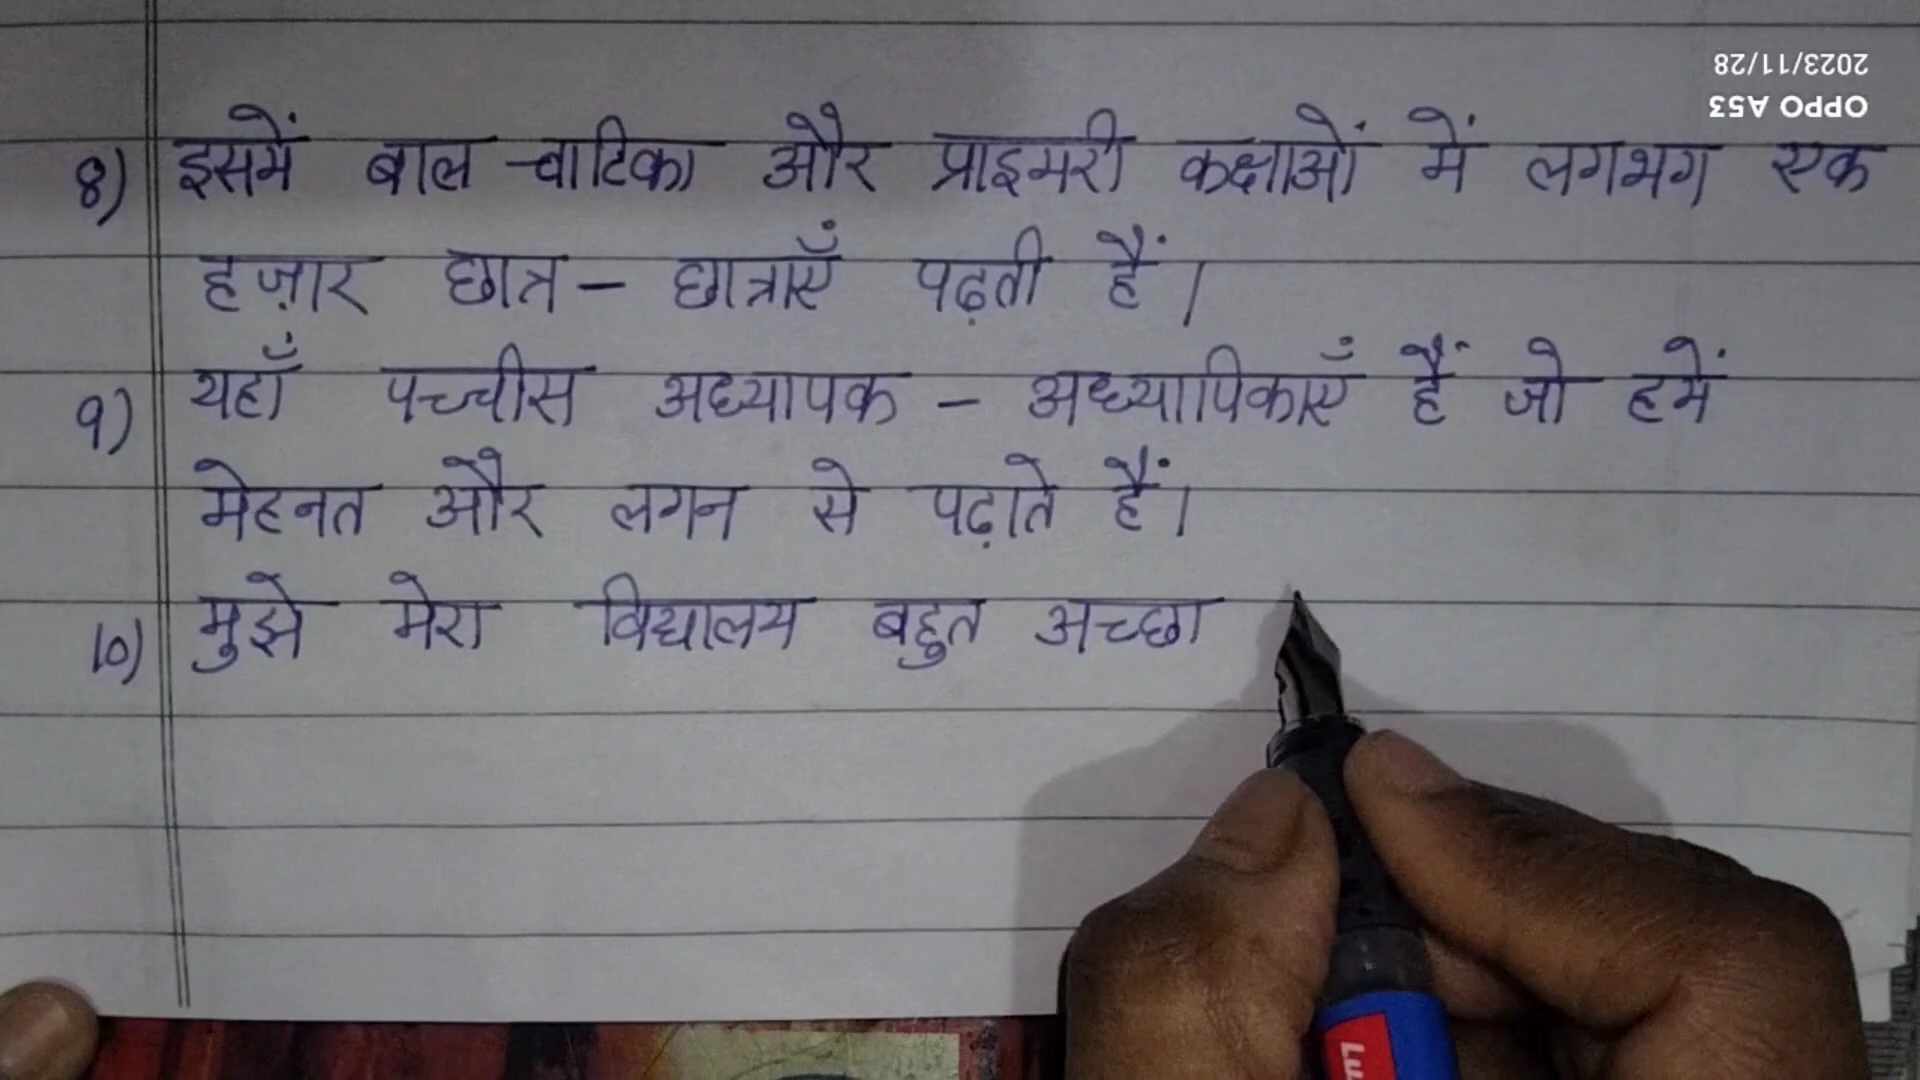 8) इसमें बाल-वाटिका और प्राइमरी कक्षाओं में लगभग एक
हज़ार छात्र - छात्राएँ पढ़ती हैं।
9) यहाँ पच्चीस अध्यापक - अध्यापिकाएँ हैं जो हमें
मेहनत और लगन से पढ़ाते हैं।
10) मुझे मेरा विद्यालय बहुत अच्छा
OPPO A53
2023/11/28